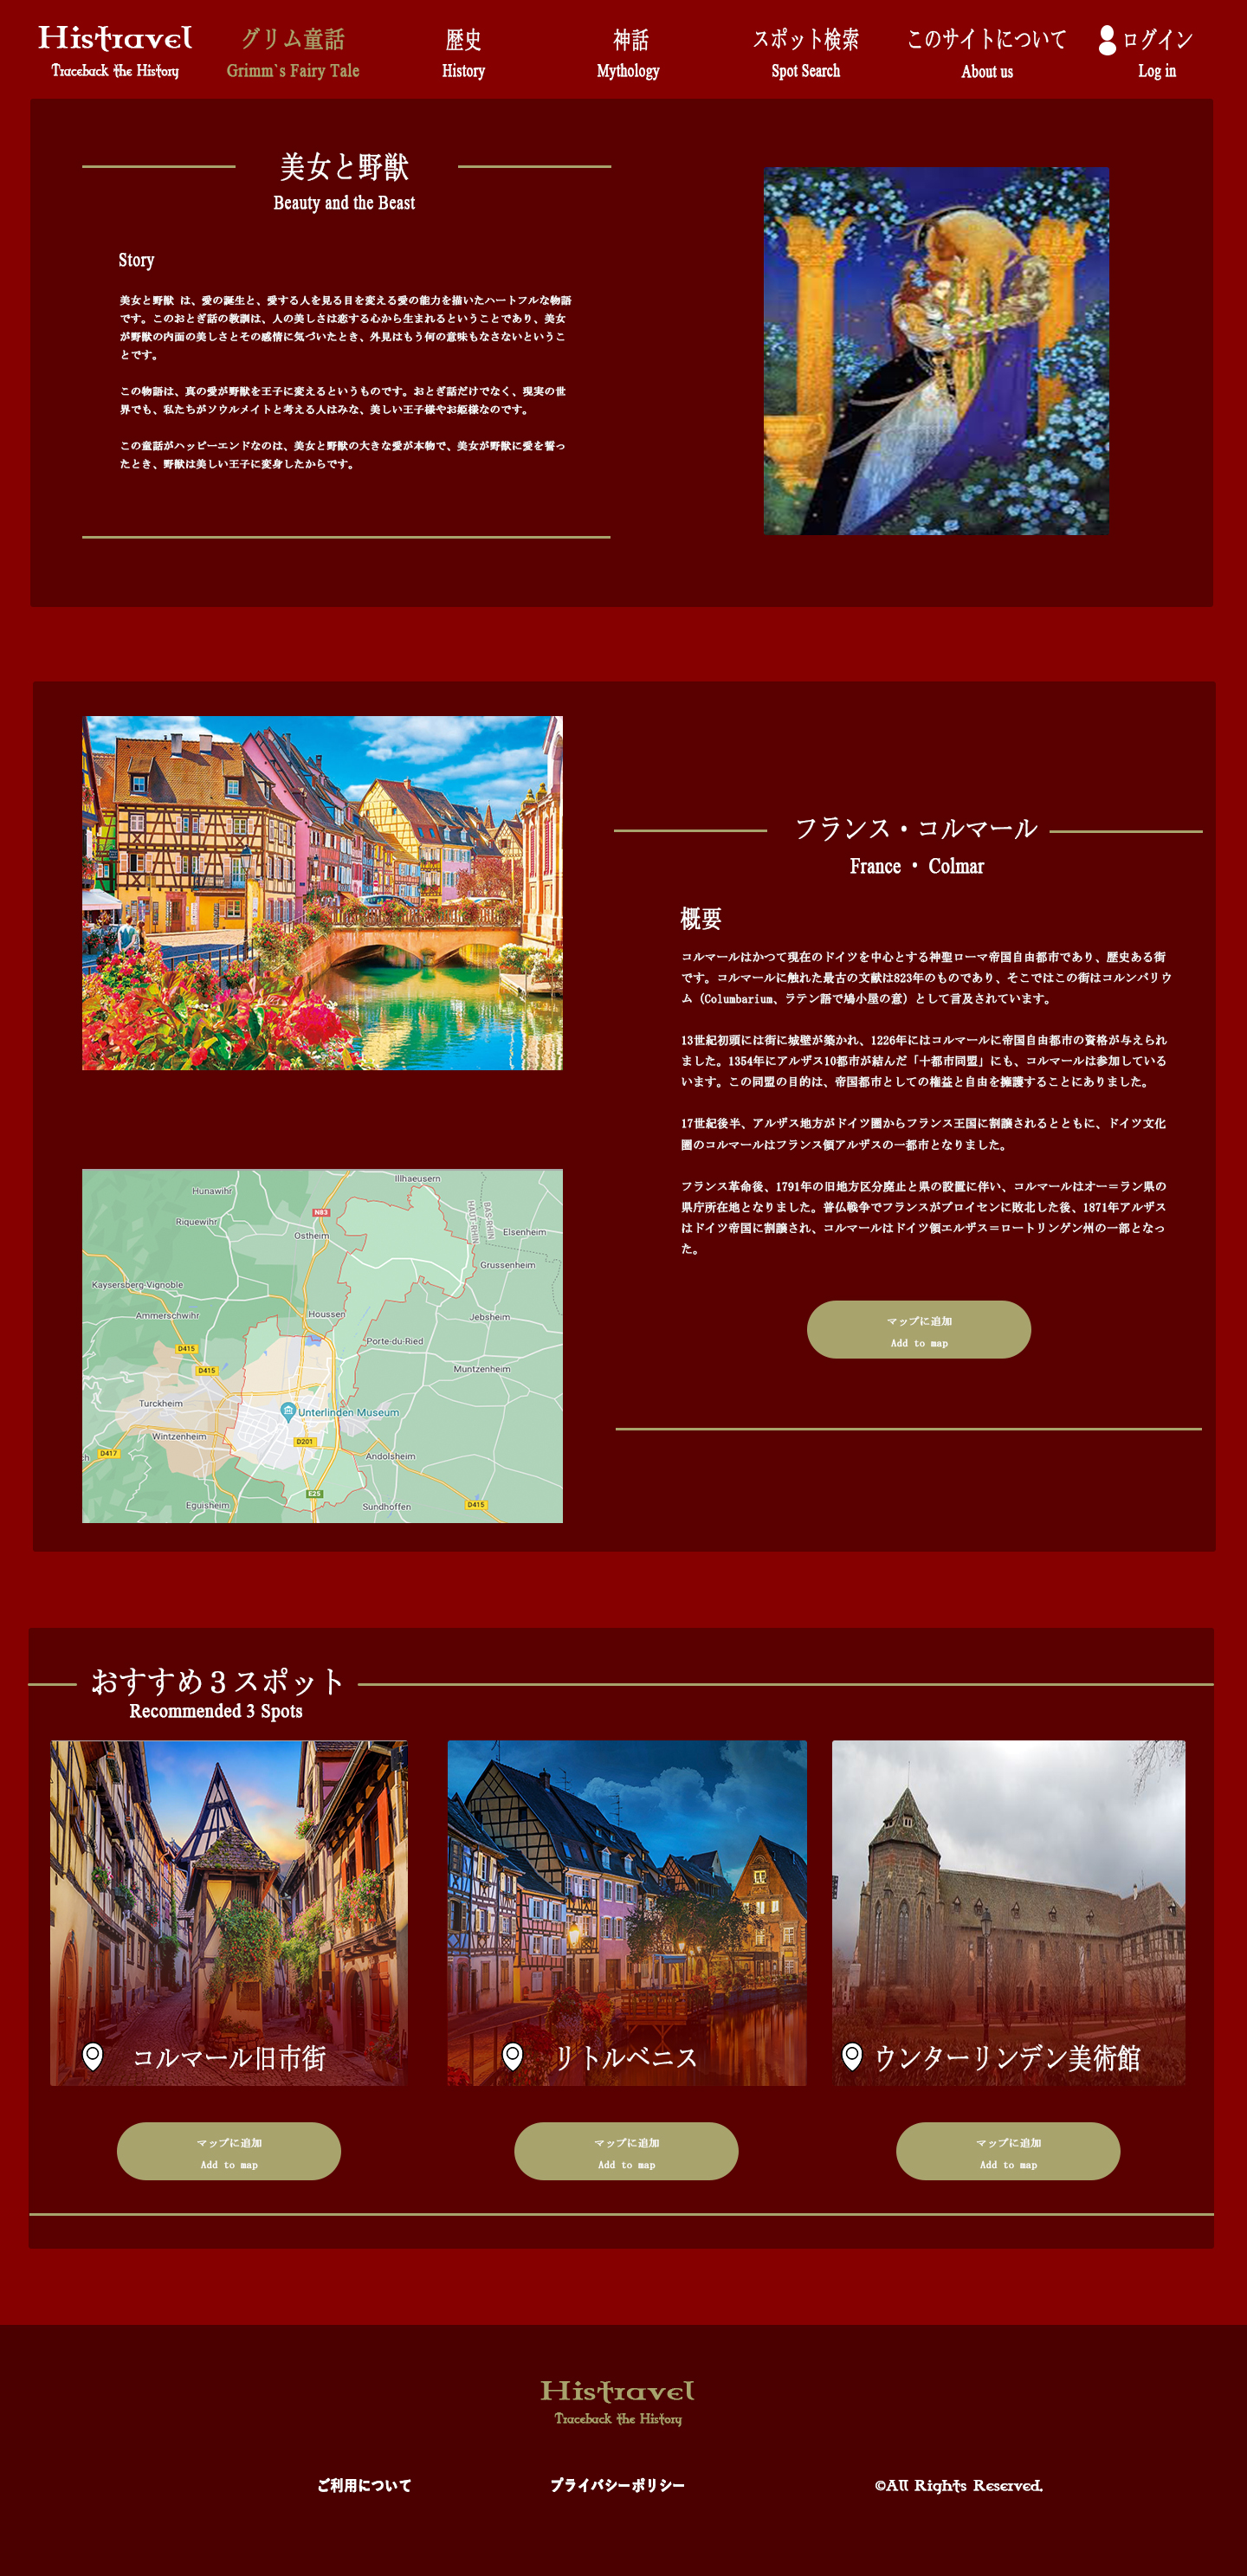 Histravel
Traceback the History
グリム童話
Grimm`s Fairy Tale
歴史
History
神話
Mythology
スポット検索
Spot Search
このサイトについて
About us
ログイン
Log in
美女と野獣
Beauty and the Beast
Story
美女と野獣 は、愛の誕生と、愛する人を見る目を変える愛の能力を描いたハートフルな物語
です。このおとぎ話の教訓は、人の美しさは恋する心から生まれるということであり、美女
が野獣の内面の美しさとその感情に気づいたとき、外見はもう何の意味もなさないというこ
とです。
この物語は、真の愛が野獣を王子に変えるというものです。おとぎ話だけでなく、現実の世
界でも、私たちがソウルメイトと考える人はみな、美しい王子様やお姫様なのです。
この童話がハッピーエンドなのは、美女と野獣の大きな愛が本物で、美女が野獣に愛を誓っ
たとき、野獣は美しい王子に変身したからです。
フランス・コルマール
France ・ Colmar
概要
コルマールはかつて現在のドイツを中心とする神聖ローマ帝国自由都市であり、歴史ある街
です。コルマールに触れた最古の文献は823年のものであり、そこではこの街はコルンバリウ
ム（Columbarium、ラテン語で鳩小屋の意）として言及されています。
13世紀初頭には街に城壁が築かれ、1226年にはコルマールに帝国自由都市の資格が与えられ
ました。1354年にアルザス10都市が結んだ「十都市同盟」にも、コルマールは参加している
います。この同盟の目的は、帝国都市としての権益と自由を擁護することにありました。
17世紀後半、アルザス地方がドイツ圏からフランス王国に割譲されるとともに、ドイツ文化
圏のコルマールはフランス領アルザスの一都市となりました。
フランス革命後、1791年の旧地方区分廃止と県の設置に伴い、コルマールはオー＝ラン県の
県庁所在地となりました。普仏戦争でフランスがプロイセンに敗北した後、1871年アルザス
はドイツ帝国に割譲され、コルマールはドイツ領エルザス＝ロートリンゲン州の一部となっ
た。
マップに追加
Add to map
Illhaeusern
Hunawihr
N83
Riquewihr
Ostheim
BAS-RHIN
HAUT-RHIN
Elsenheim
Grussenheim
Kaysersberg-Vignoble
Ammerschwihr
Houssen
Jebsheim
D415
Porte-du-Ried
D415
Muntzenheim
Turckheim
Unterlinden Museum
Wintzenheim
D201
D417
ch
Andolsheim
E25
Eguisheim
Sundhoffen
D415
おすすめ３スポット
Recommended 3 Spots
コルマール旧市街
リトルベニス
ウンターリンデン美術館
マップに追加
Add to map
マップに追加
Add to map
マップに追加
Add to map
Histravel
Traceback the History
ご利用について
プライバシーポリシー
©All Rights Reserved.